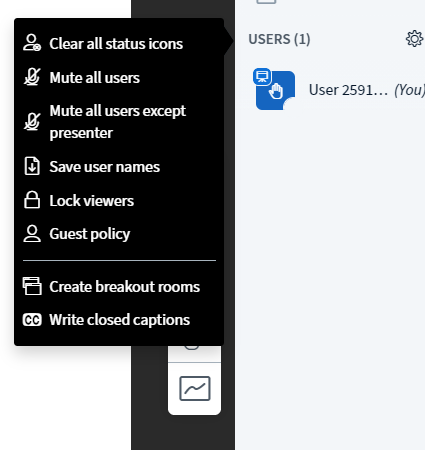 Clear all status icons
Mute all users
Mute all users except
presenter
Save user names
Lock viewers
Guest policy
Create breakout rooms
CC Write closed captions
USERS (1)
User 2591... (You)